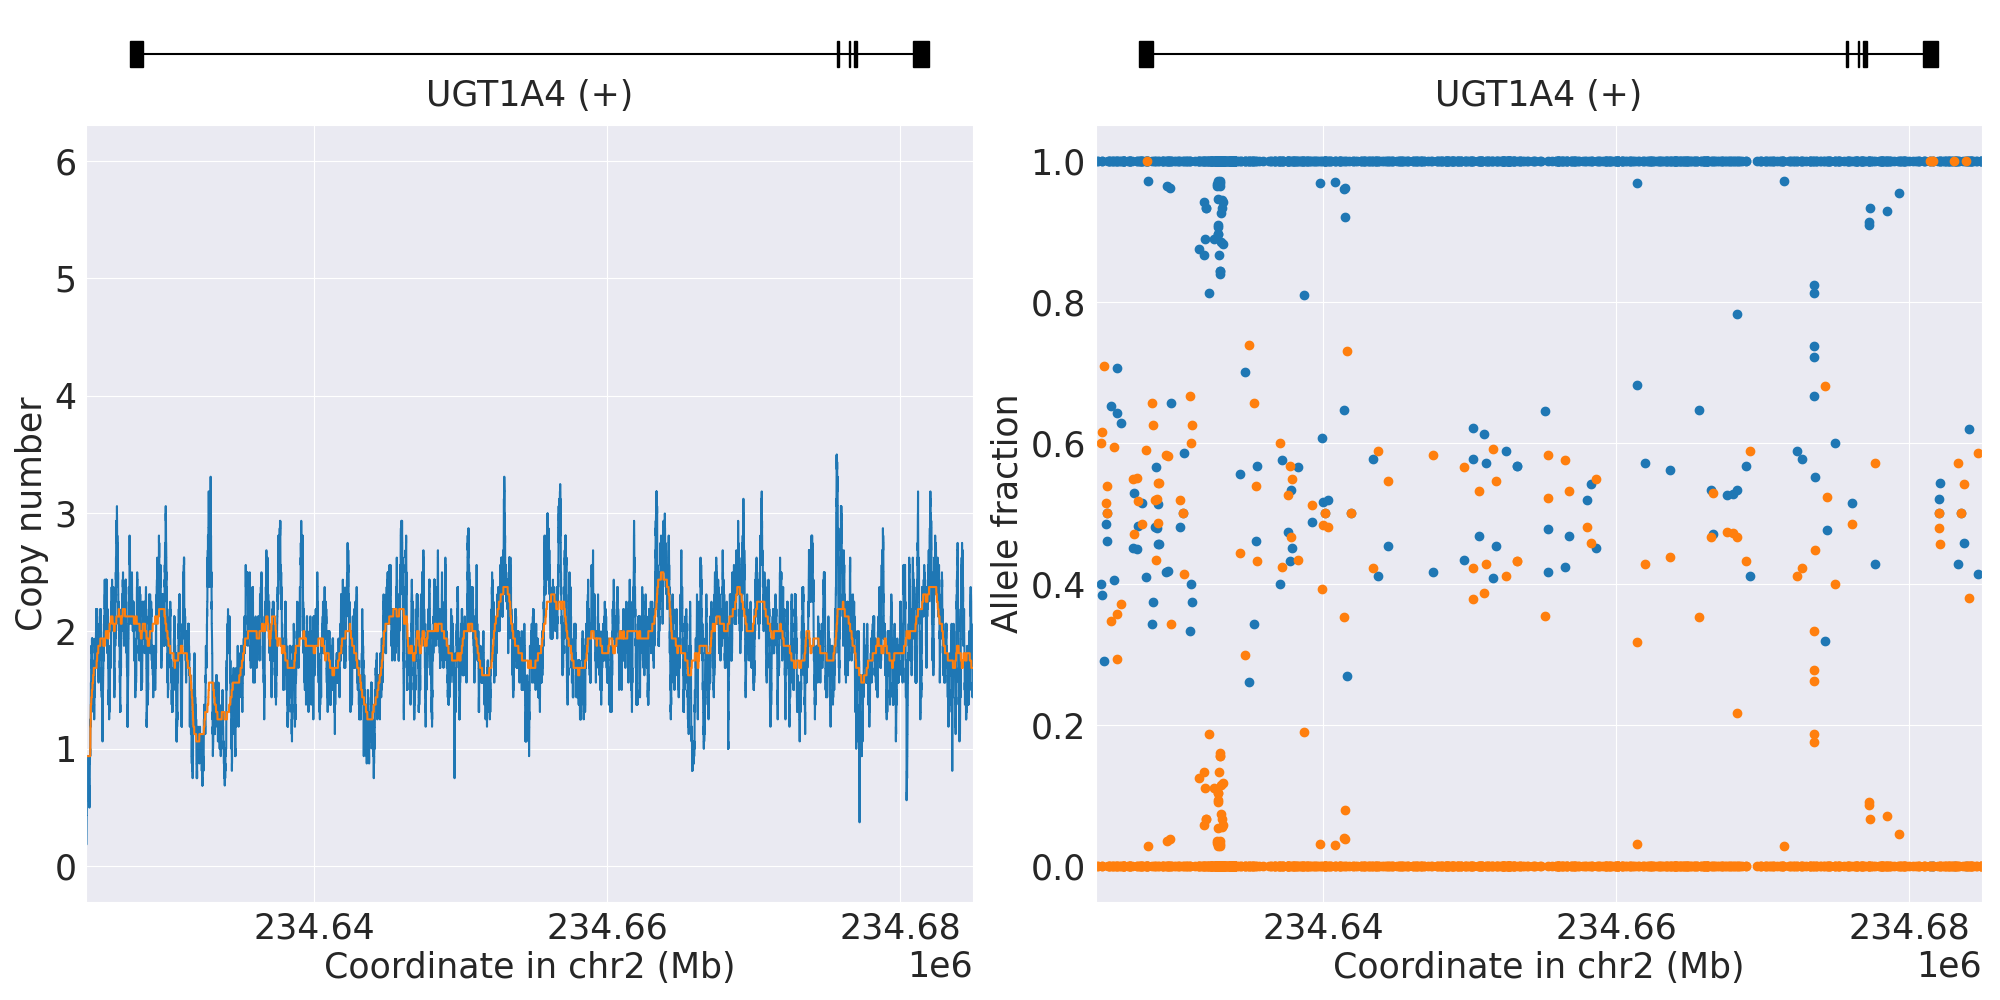 UGT1A4 (+)
Copy number
6
5
4
3
2
1
0
234.64 234.66 234.68
1e6
Coordinate in chr2 (Mb)
UGT1A4 (+)
Allele fraction
1.0
0.8
0.6
0.4
0.2
0.0
234.64 234.66 234.68
1e6
Coordinate in chr2 (Mb)